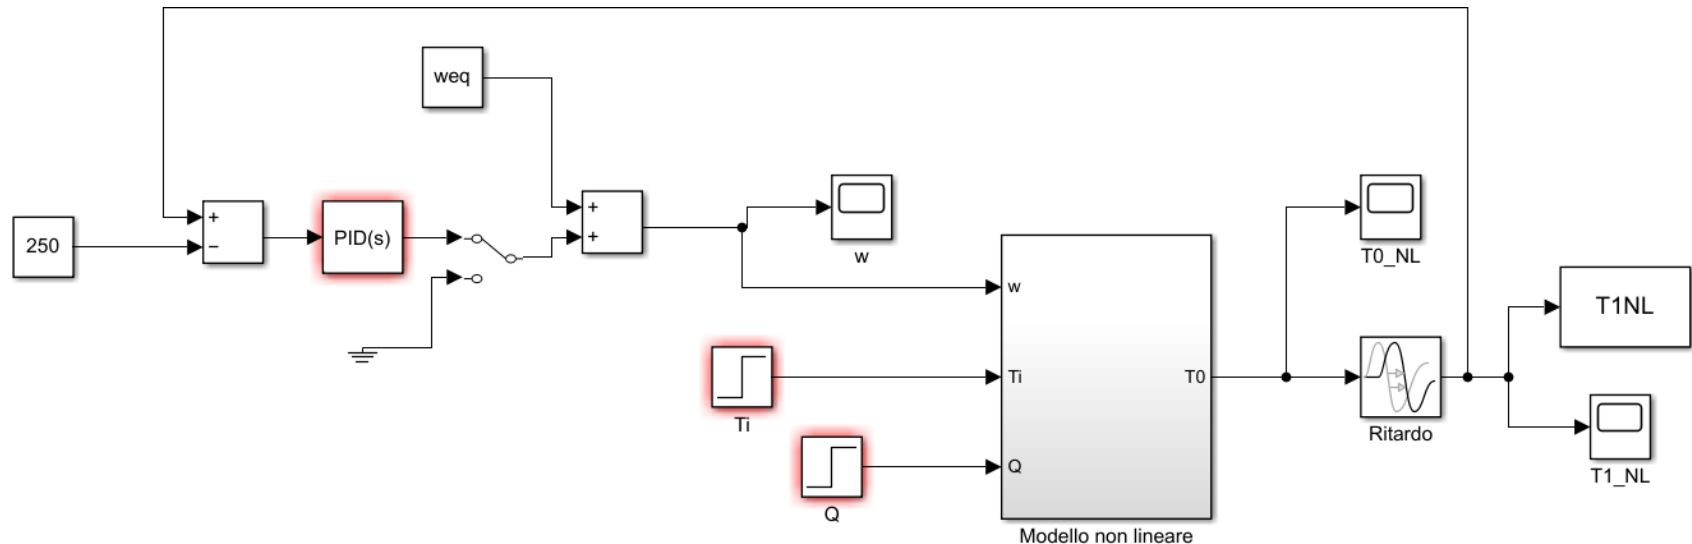 weq
+
−
250
PID(s)
+
+
w
T0_NL
w
T1NL
Ti
T0
Ti
Ritardo
Q
T1_NL
Q
Modello non lineare